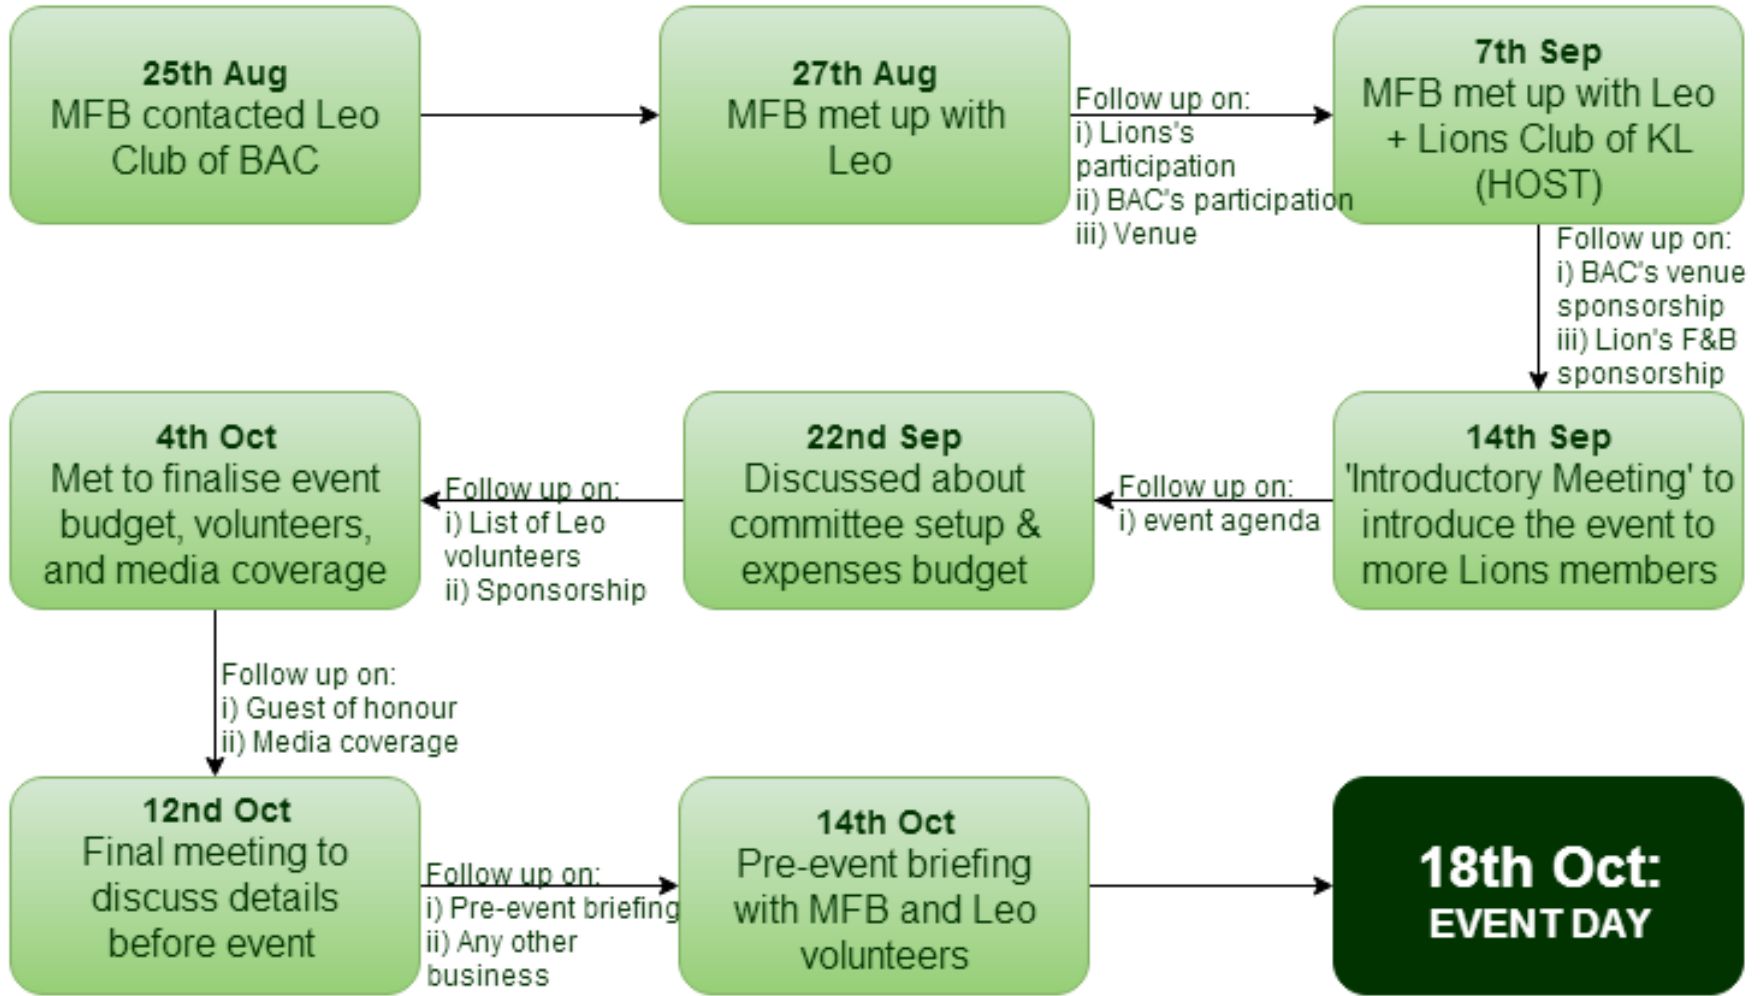 25th Aug
MFB contacted Leo
Club of BAC
27th Aug
MFB met up with
Leo
Follow up on:
i) Lions's
participation
ii) BAC's participation
iii) Venue
7th Sep
MFB met up with Leo
+ Lions Club of KL
(HOST)
Follow up on:
i) BAC's venue
sponsorship
iii) Lion's F&B
sponsorship
14th Sep
'Introductory Meeting' to
introduce the event to
more Lions members
Follow up on:
i) event agenda
22nd Sep
Discussed about
committee setup &
expenses budget
Follow up on:
i) List of Leo
volunteers
ii) Sponsorship
4th Oct
Met to finalise event
budget, volunteers,
and media coverage
Follow up on:
i) Guest of honour
ii) Media coverage
12nd Oct
Final meeting to
discuss details
before event
Follow up on:
i) Pre-event briefing
ii) Any other
business
14th Oct
Pre-event briefing
with MFB and Leo
volunteers
18th Oct:
EVENT DAY